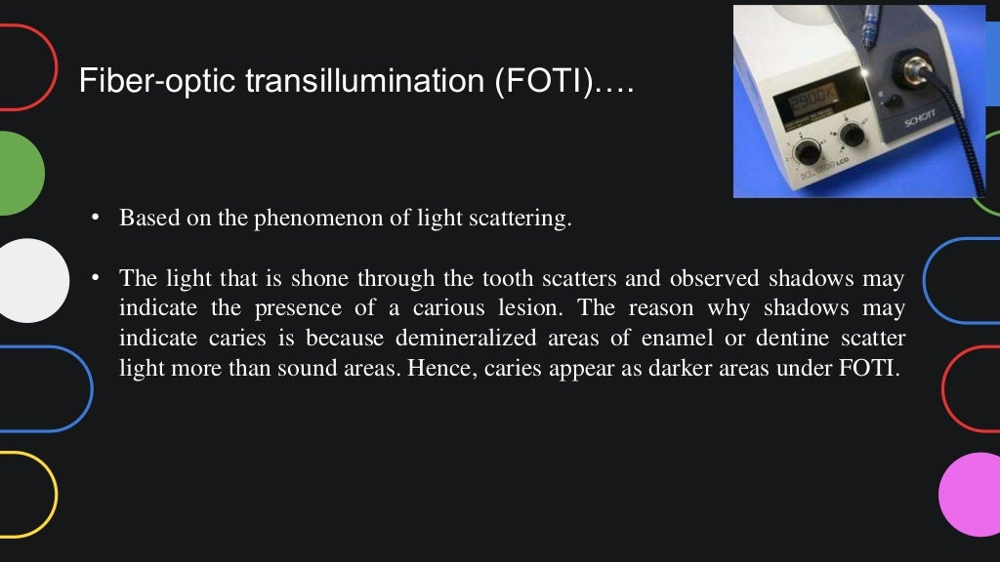 Fiber-optic transillumination (FOTI)….
2900K
SCHOTT
LCD
• Based on the phenomenon of light scattering.
• The light that is shone through the tooth scatters and observed shadows may
indicate the presence of a carious lesion. The reason why shadows may
indicate caries is because demineralized areas of enamel or dentine scatter
light more than sound areas. Hence, caries appear as darker areas under FOTI.